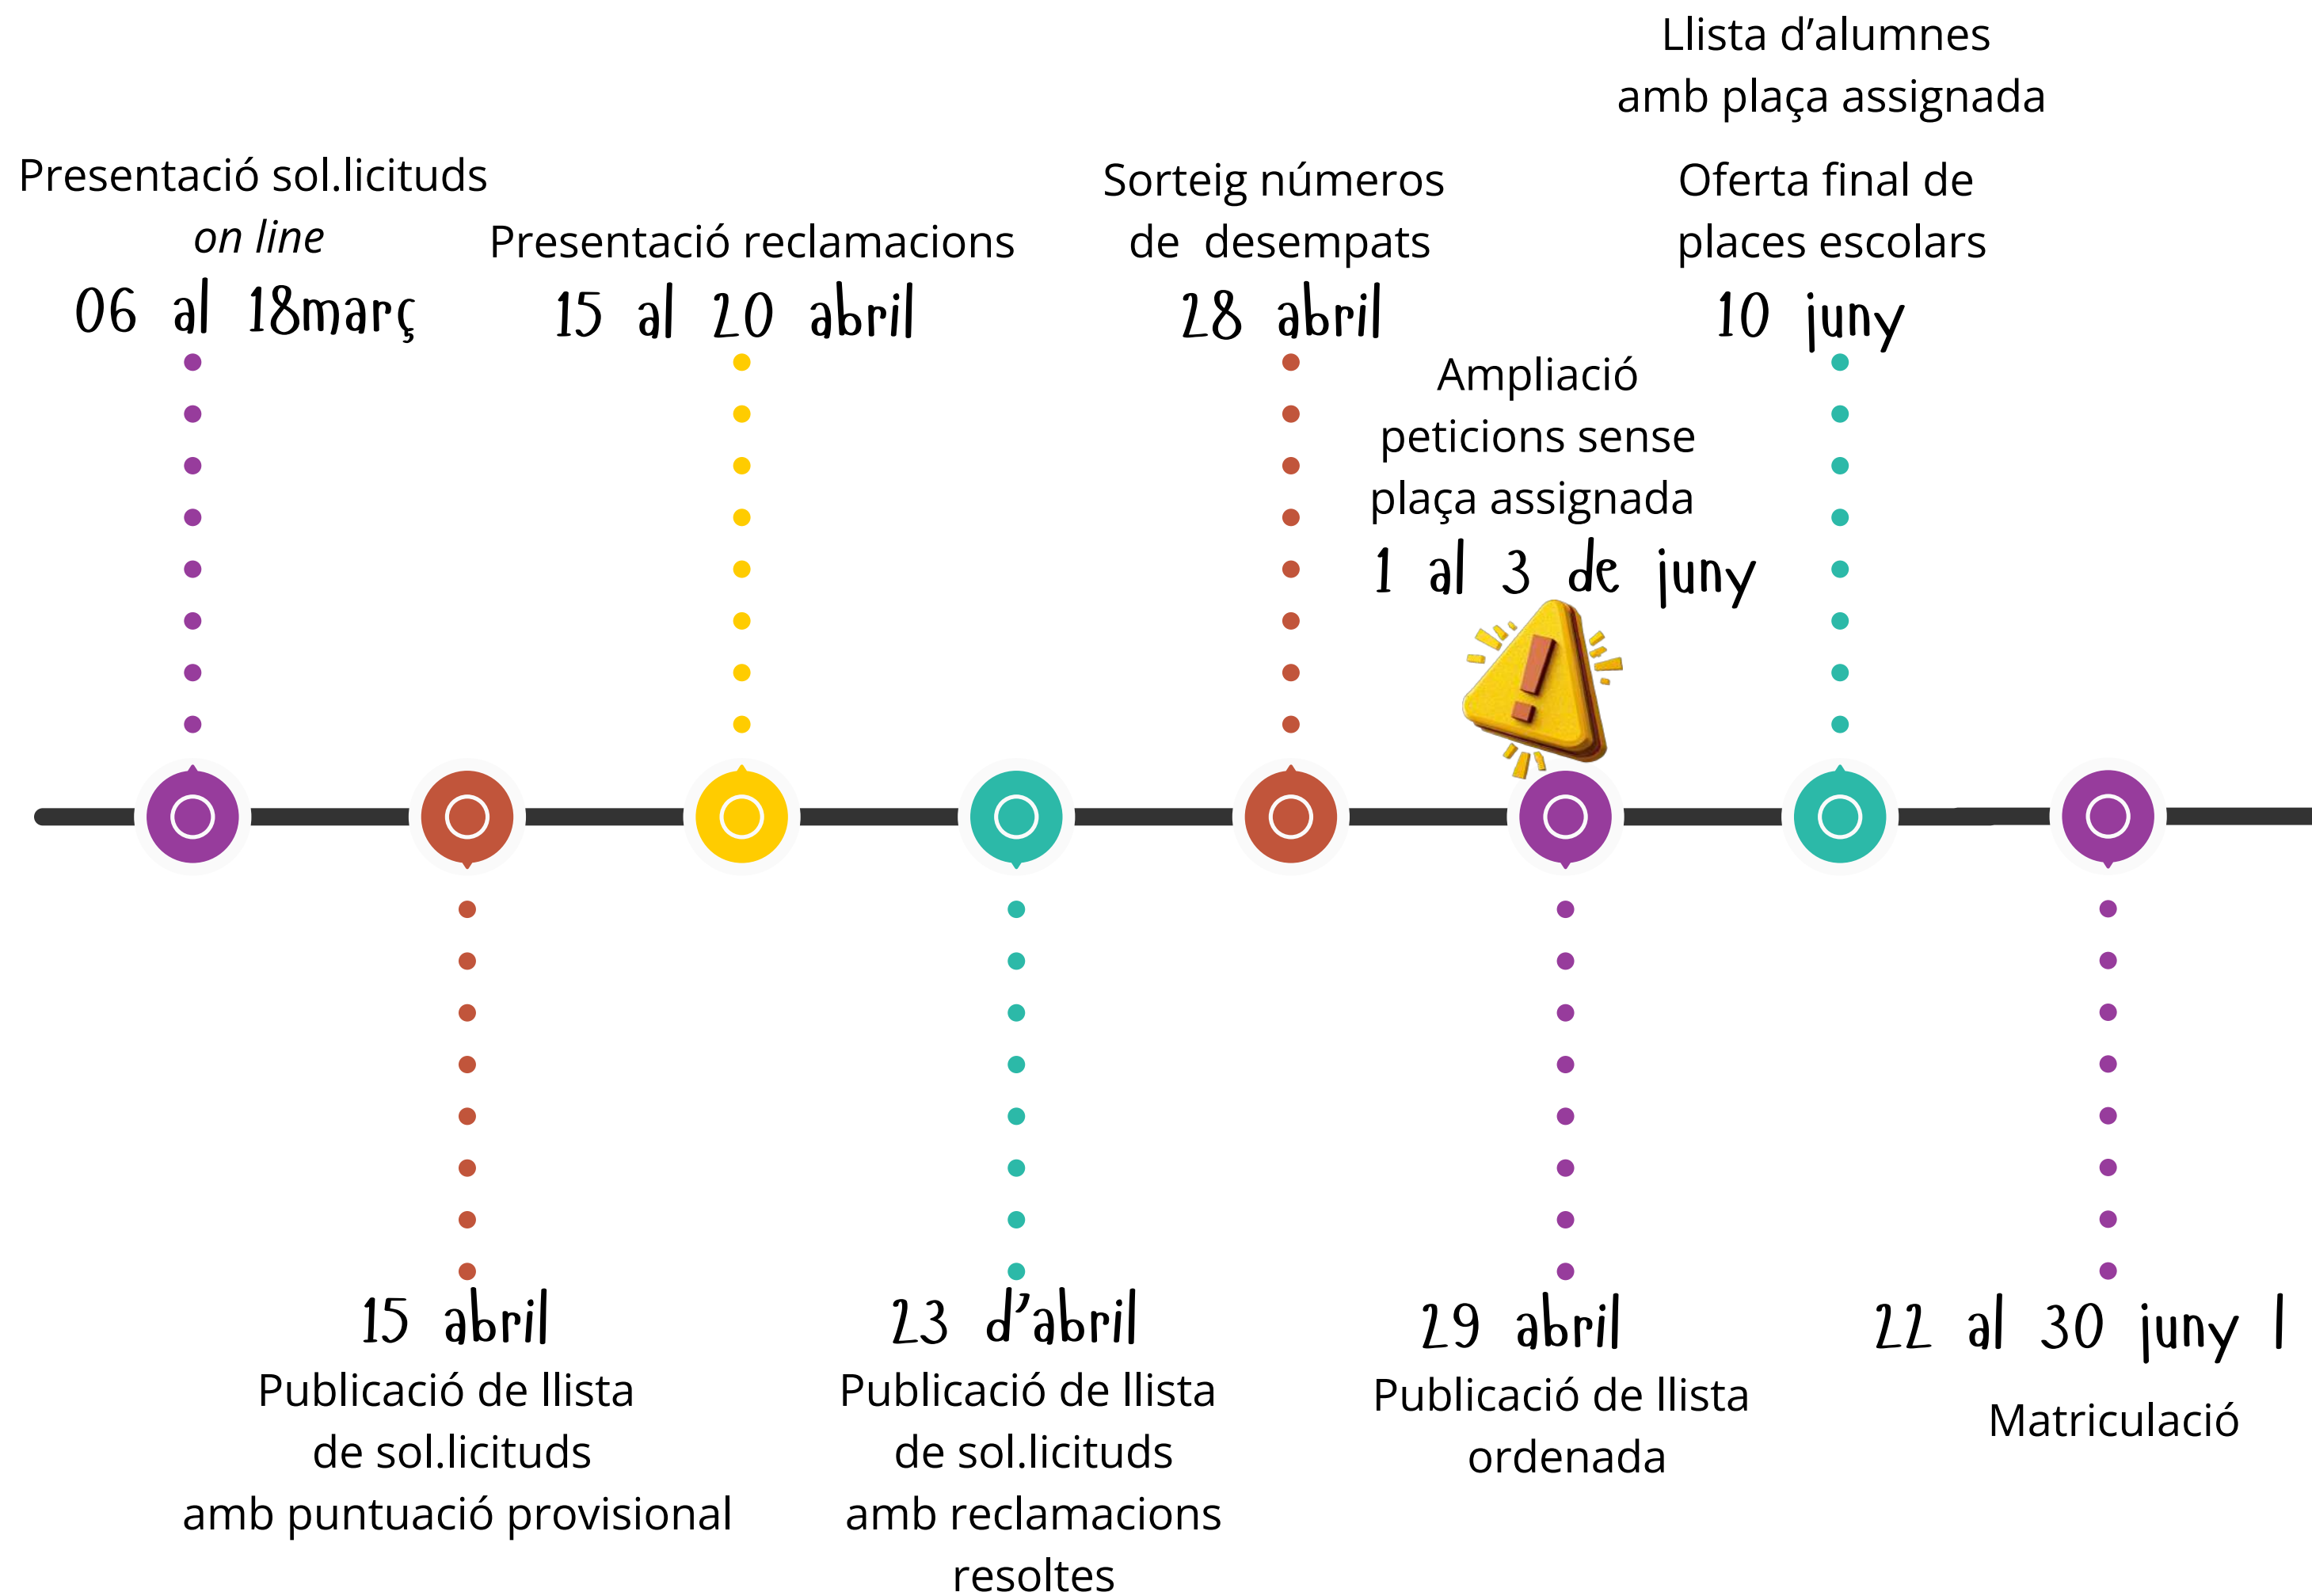 Presentació sol.licituds
on line
06 al 18març
15 abril
Publicació de llista
de sol.licituds
amb puntuació provisional
Presentació reclamacions
15 al 20 abril
23 d’abril
Publicació de llista
de sol.licituds
amb reclamacions
resoltes
Sorteig números
de desempats
28 abril
Ampliació
peticions sense
plaça assignada
1 al 3 de juny
29 abril
Publicació de llista
ordenada
Llista d’alumnes
amb plaça assignada
Oferta final de
places escolars
10 juny
22 al 30 juny l
Matriculació